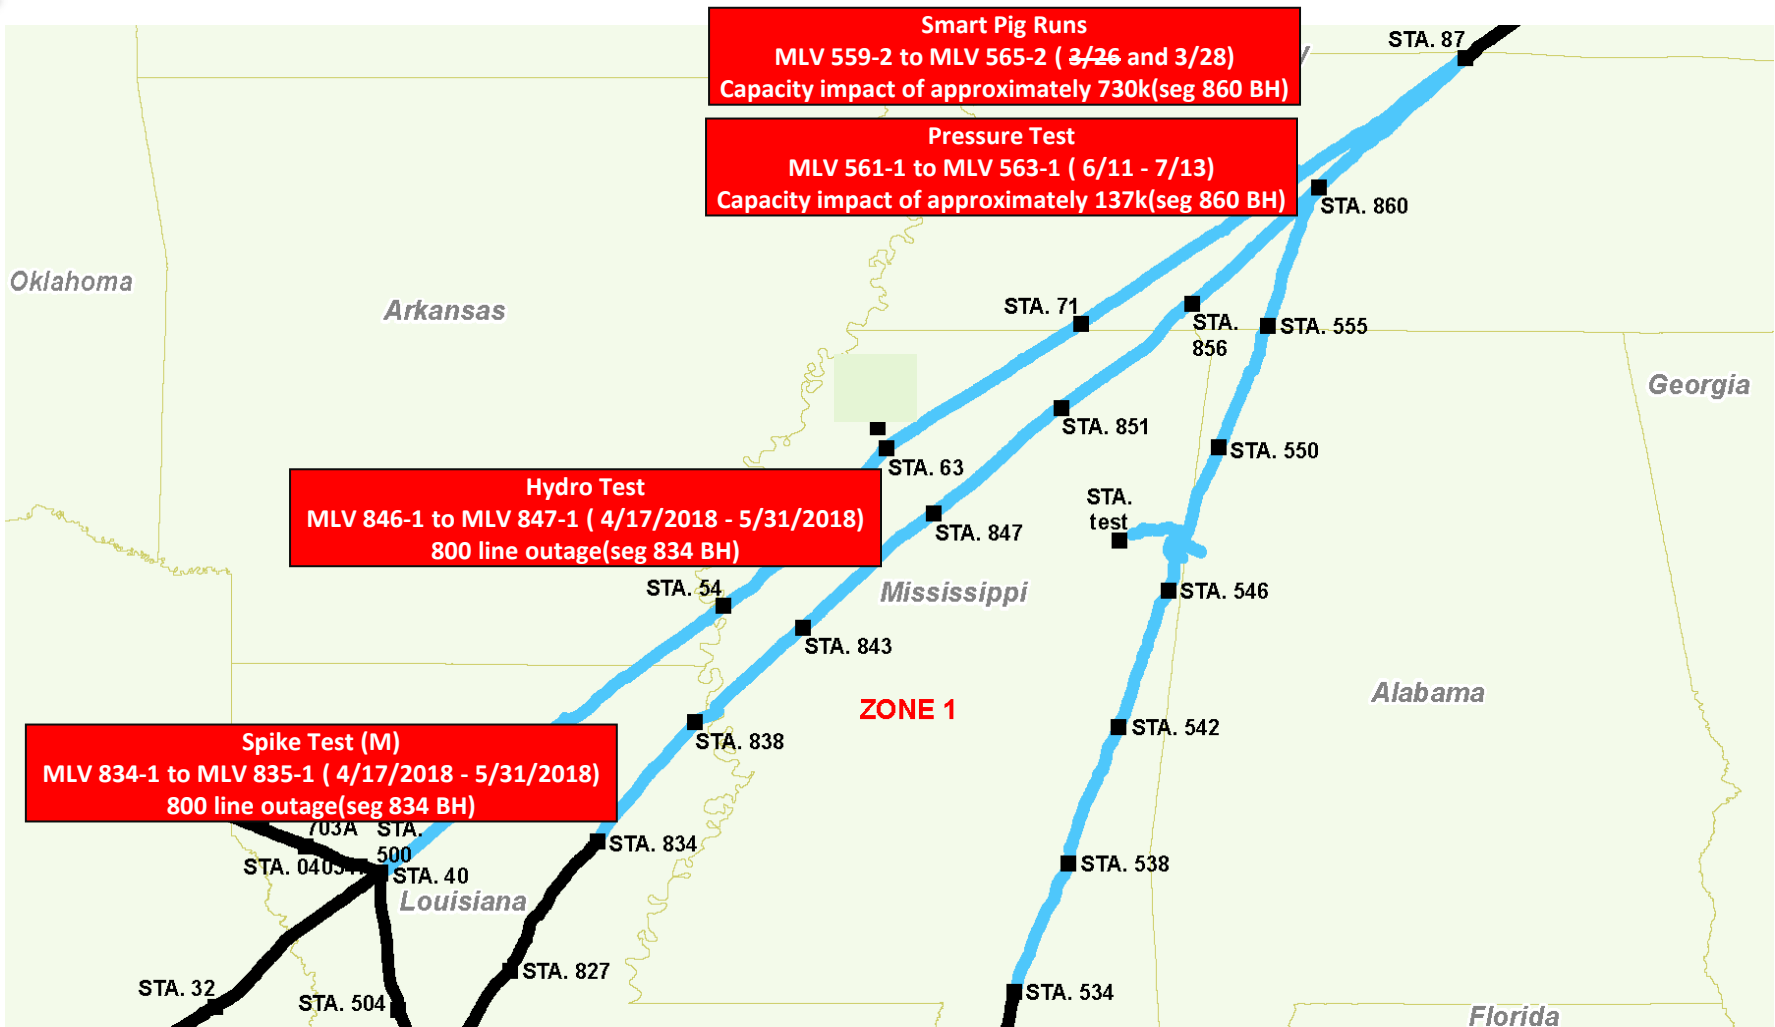 Smart Pig Runs
MLV 559-2 to MLV 565-2 ( 3/26 and 3/28)
Capacity impact of approximately 730k(seg 860 BH)
STA. 87
Pressure Test
MLV 561-1 to MLV 563-1 ( 6/11 - 7/13)
Capacity impact of approximately 137k(seg 860 BH)
STA. 860
Oklahoma
Arkansas
STA. 71
STA.
856
STA. 555
Georgia
STA. 851
STA. 550
STA. 63
Hydro Test
MLV 846-1 to MLV 847-1 ( 4/17/2018 - 5/31/2018)
800 line outage(seg 834 BH)
STA.
test
STA. 847
STA. 54
Mississippi
STA. 546
STA. 843
Alabama
ZONE 1
STA. 838
STA. 542
Spike Test (M)
MLV 834-1 to MLV 835-1 ( 4/17/2018 - 5/31/2018)
800 line outage(seg 834 BH)
703A
STA.
500
STA. 834
STA.
STA. 40
STA. 538
Louisiana
STA. 827
STA. 32
STA. 504
STA. 534
Florida